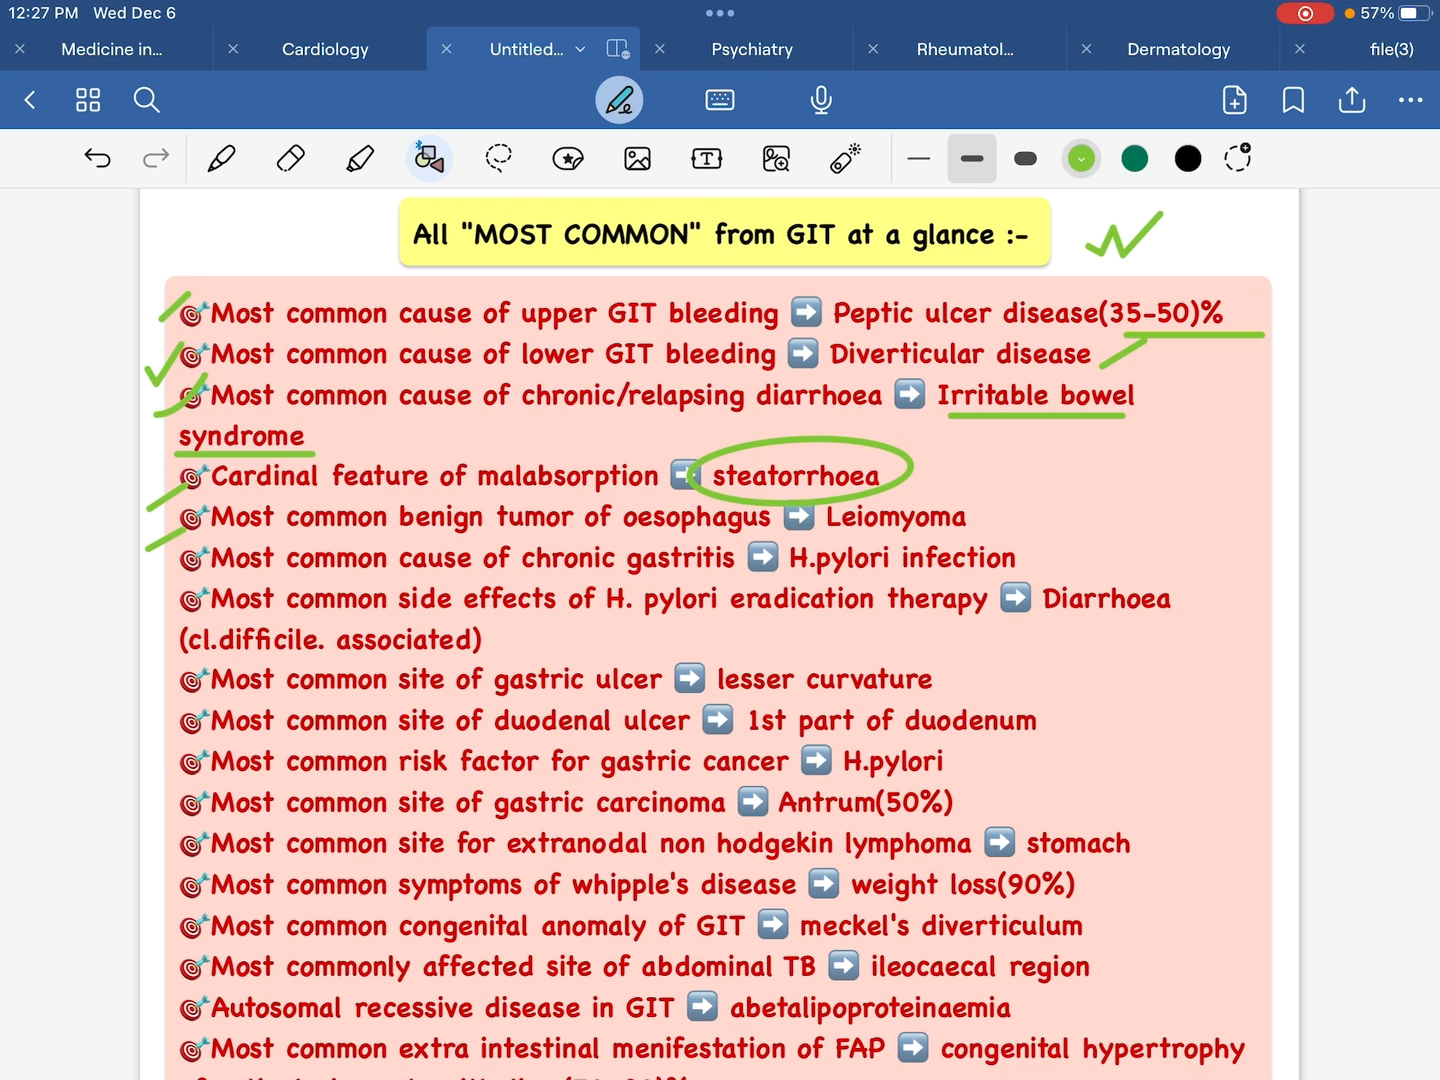 12:27 PM Wed Dec 6
57%
Medicine in...
Cardiology
Untitled...
Psychiatry
Rheumatol...
Dermatology
file(3)
All "MOST COMMON" from GIT at a glance :-
🎯Most common cause of upper GIT bleeding ➡️ Peptic ulcer disease(35-50)%
🎯Most common cause of lower GIT bleeding ➡️ Diverticular disease
🎯Most common cause of chronic/relapsing diarrhoea ➡️ Irritable bowel
syndrome
🎯Cardinal feature of malabsorption ➡️ steatorrhoea
🎯Most common benign tumor of oesophagus ➡️ Leiomyoma
🎯Most common cause of chronic gastritis ➡️ H.pylori infection
🎯Most common side effects of H. pylori eradication therapy ➡️ Diarrhoea
(cl.difficile. associated)
🎯Most common site of gastric ulcer ➡️ lesser curvature
🎯Most common site of duodenal ulcer ➡️ 1st part of duodenum
🎯Most common risk factor for gastric cancer ➡️ H.pylori
🎯Most common site of gastric carcinoma ➡️ Antrum(50%)
🎯Most common site for extranodal non hodgekin lymphoma ➡️ stomach
🎯Most common symptoms of whipple's disease ➡️ weight loss(90%)
🎯Most common congenital anomaly of GIT ➡️ meckel's diverticulum
🎯Most commonly affected site of abdominal TB ➡️ ileocaecal region
🎯Autosomal recessive disease in GIT ➡️ abetalipoproteinaemia
🎯Most common extra intestinal menifestation of FAP ➡️ congenital hypertrophy